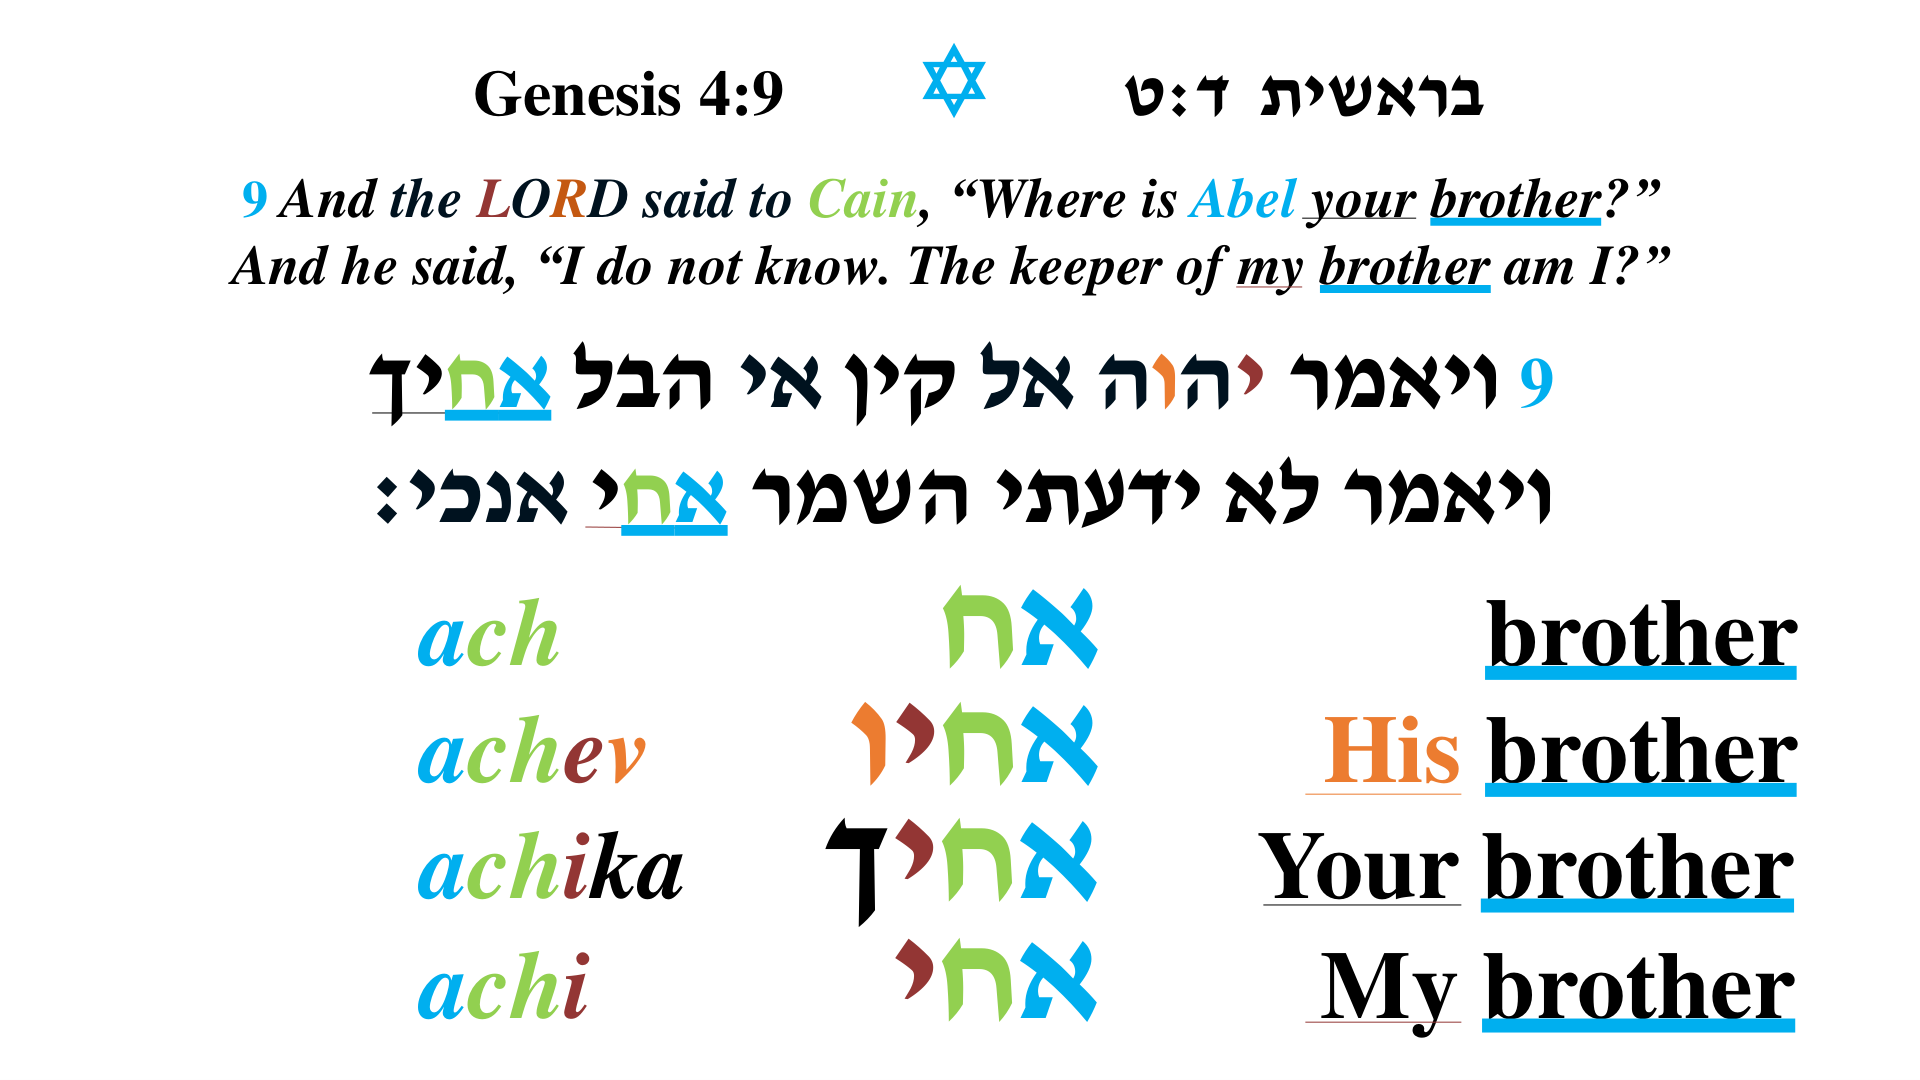 Genesis 4:9 ✡ בראשית ד:ט
9 And the LORD said to Cain, “Where is Abel your brother?”
And he said, “I do not know. The keeper of my brother am I?”
9 ויאמר יהוה אל קין אי הבל אחיך
ויאמר לא ידעתי השמר אחי אנכי:
ach אח brother
achev אחיו His brother
achika אחיך Your brother
achi אחי My brother